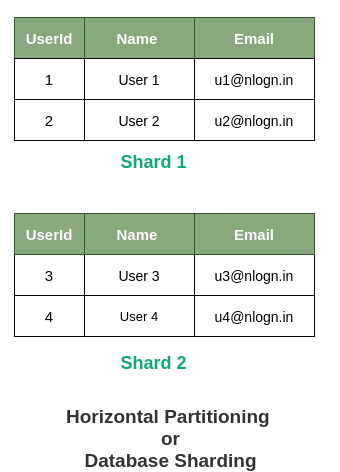 UserId Name Email
1 User 1 u1@nlogn.in
2 User 2 u2@nlogn.in
Shard 1
UserId Name Email
3 User 3 u3@nlogn.in
4 User 4 u4@nlogn.in
Shard 2
Horizontal Partitioning
or
Database Sharding